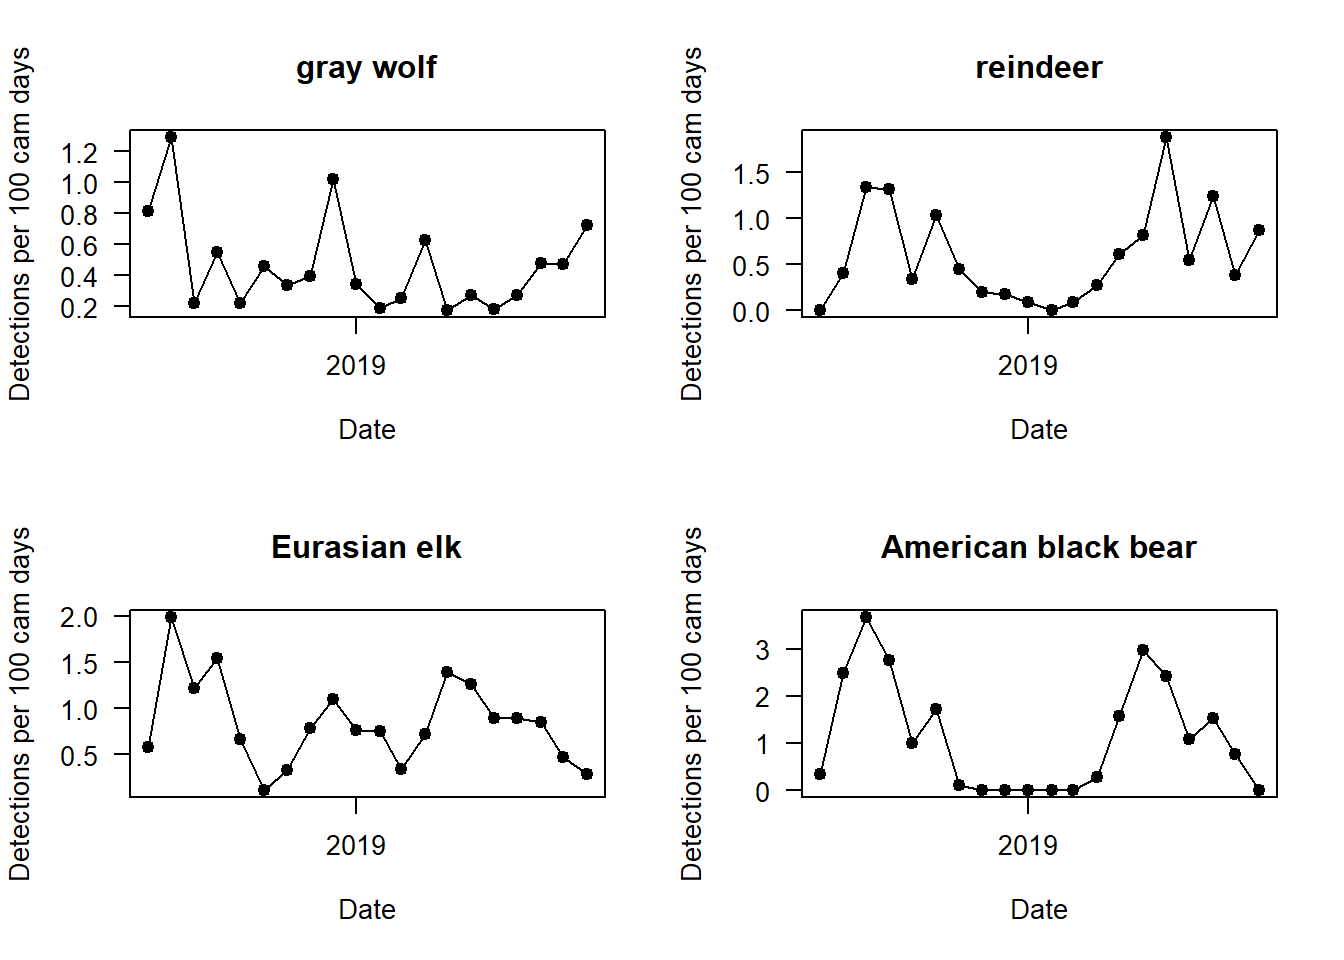 gray wolf
Detections per 100 cam days
1.2
1.0
0.8
0.6
0.4
0.2
2019
Date
reindeer
Detections per 100 cam days
1.5
1.0
0.5
0.0
2019
Date
Eurasian elk
Detections per 100 cam days
2.0
1.5
1.0
0.5
2019
Date
American black bear
Detections per 100 cam days
3
2
1
0
2019
Date